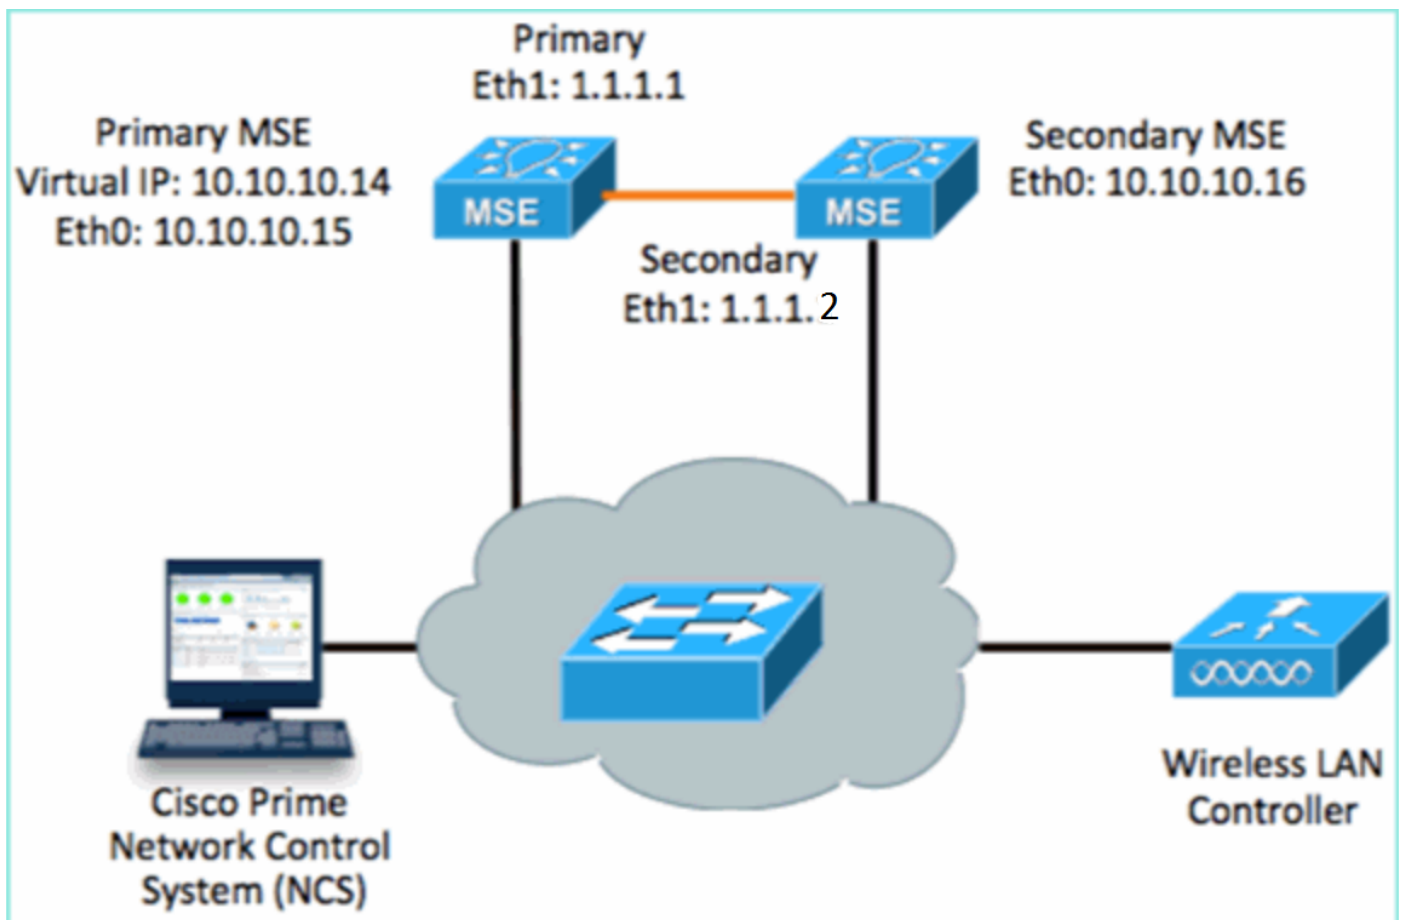 Primary
Eth1: 1.1.1.1
Primary MSE
Virtual IP: 10.10.10.14
Eth0: 10.10.10.15
Secondary MSE
Eth0: 10.10.10.16
MSE
MSE
Secondary
Eth1: 1.1.1.2
Cisco Prime
Network Control
System (NCS)
Wireless LAN
Controller